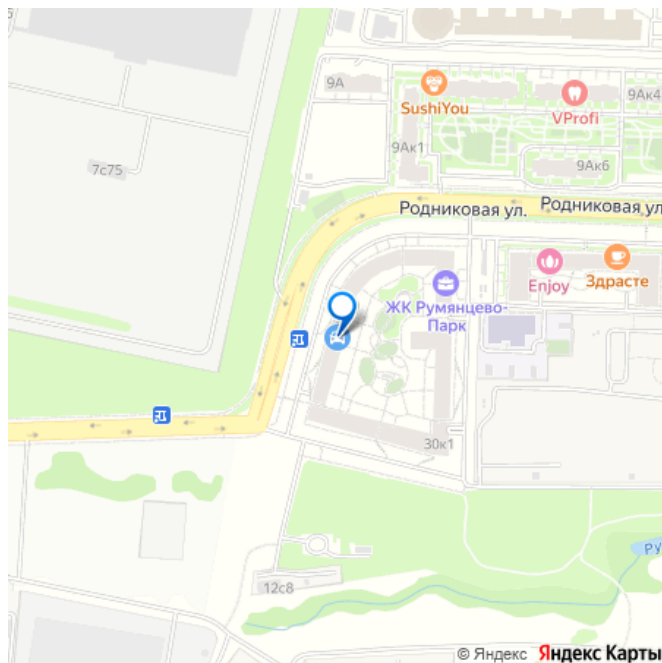 9А
SushiYou
VProfi
9Ак4
9Ак1
9Ак6
7с75
Родниковая ул.
Родниковая ул
Enjoy
Здрасте
ЖК Румянцево-
Парк
30к1
РУ
12с8
© Яндекс Яндекс Карты